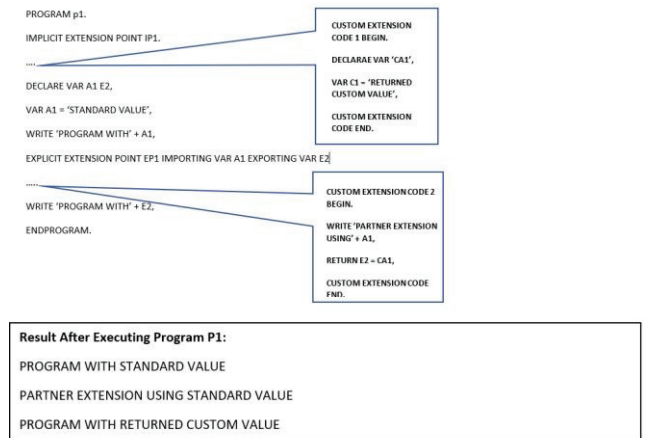 PROGRAM p1.
IMPLICIT EXTENSION POINT IP1.
....
DECLARE VAR A1 E2,
VAR A1 = ‘STANDARD VALUE’,
WRITE ‘PROGRAM WITH’ + A1,
EXPLICIT EXTENSION POINT EP1 IMPORTING VAR A1 EXPORTING VAR E2
.....
WRITE ‘PROGRAM WITH’ + E2,
ENDPROGRAM.
CUSTOM EXTENSION
CODE 1 BEGIN.
DECLARAE VAR ‘CA1’,
VAR C1 = ‘RETURNED
CUSTOM VALUE’,
CUSTOM EXTENSION
CODE END.
CUSTOM EXTENSION CODE 2
BEGIN.
WRITE ‘PARTNER EXTENSION
USING’ + A1,
RETURN E2 = CA1,
CUSTOM EXTENSION CODE
END.
Result After Executing Program P1:
PROGRAM WITH STANDARD VALUE
PARTNER EXTENSION USING STANDARD VALUE
PROGRAM WITH RETURNED CUSTOM VALUE